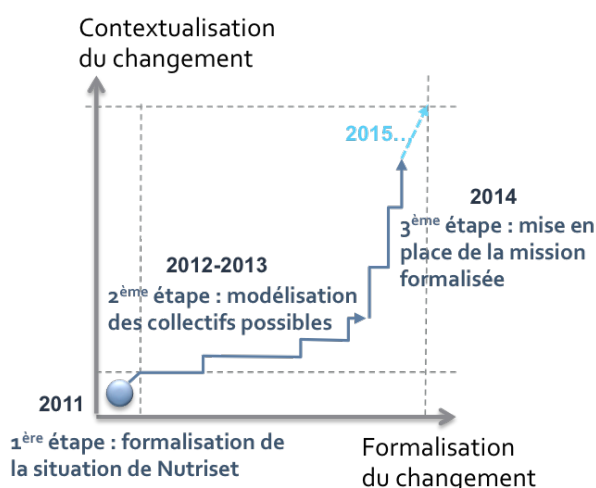 Contextualisation
du changement
2015...
2014
3ème étape : mise en
place de la mission
formalisée
2012-2013
2ème étape : modélisation
des collectifs possibles
2011
1ère étape : formalisation de
la situation de Nutriset
Formalisation
du changement